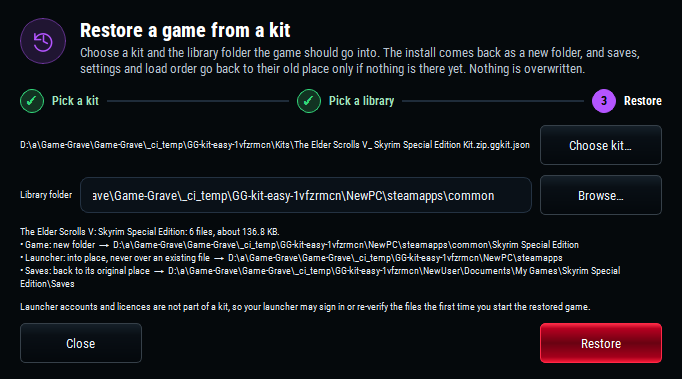 Restore a game from a kit
Choose a kit and the library folder the game should go into. The install comes back as a new folder, and saves,
settings and load order go back to their old place only if nothing is there yet. Nothing is overwritten.
✓ Pick a kit
✓ Pick a library
3 Restore
D:\a\Game-Grave\Game-Grave\_ci_temp\GG-kit-easy-1vfzrmcn\Kits\The Elder Scrolls V_ Skyrim Special Edition Kit.zip.ggkit.json
Choose kit...
Library folder
ave\Game-Grave\_ci_temp\GG-kit-easy-1vfzrmcn\NewPC\steamapps\common
Browse...
The Elder Scrolls V: Skyrim Special Edition: 6 files, about 136.8 KB.
• Game: new folder → D:\a\Game-Grave\Game-Grave\_ci_temp\GG-kit-easy-1vfzrmcn\NewPC\steamapps\common\Skyrim Special Edition
• Launcher: into place, never over an existing file → D:\a\Game-Grave\Game-Grave\_ci_temp\GG-kit-easy-1vfzrmcn\NewPC\steamapps
• Saves: back to its original place → D:\a\Game-Grave\Game-Grave\_ci_temp\GG-kit-easy-1vfzrmcn\NewUser\Documents\My Games\Skyrim Special
Edition\Saves
Launcher accounts and licences are not part of a kit, so your launcher may sign in or re-verify the files the first time you start the restored game.
Close
Restore